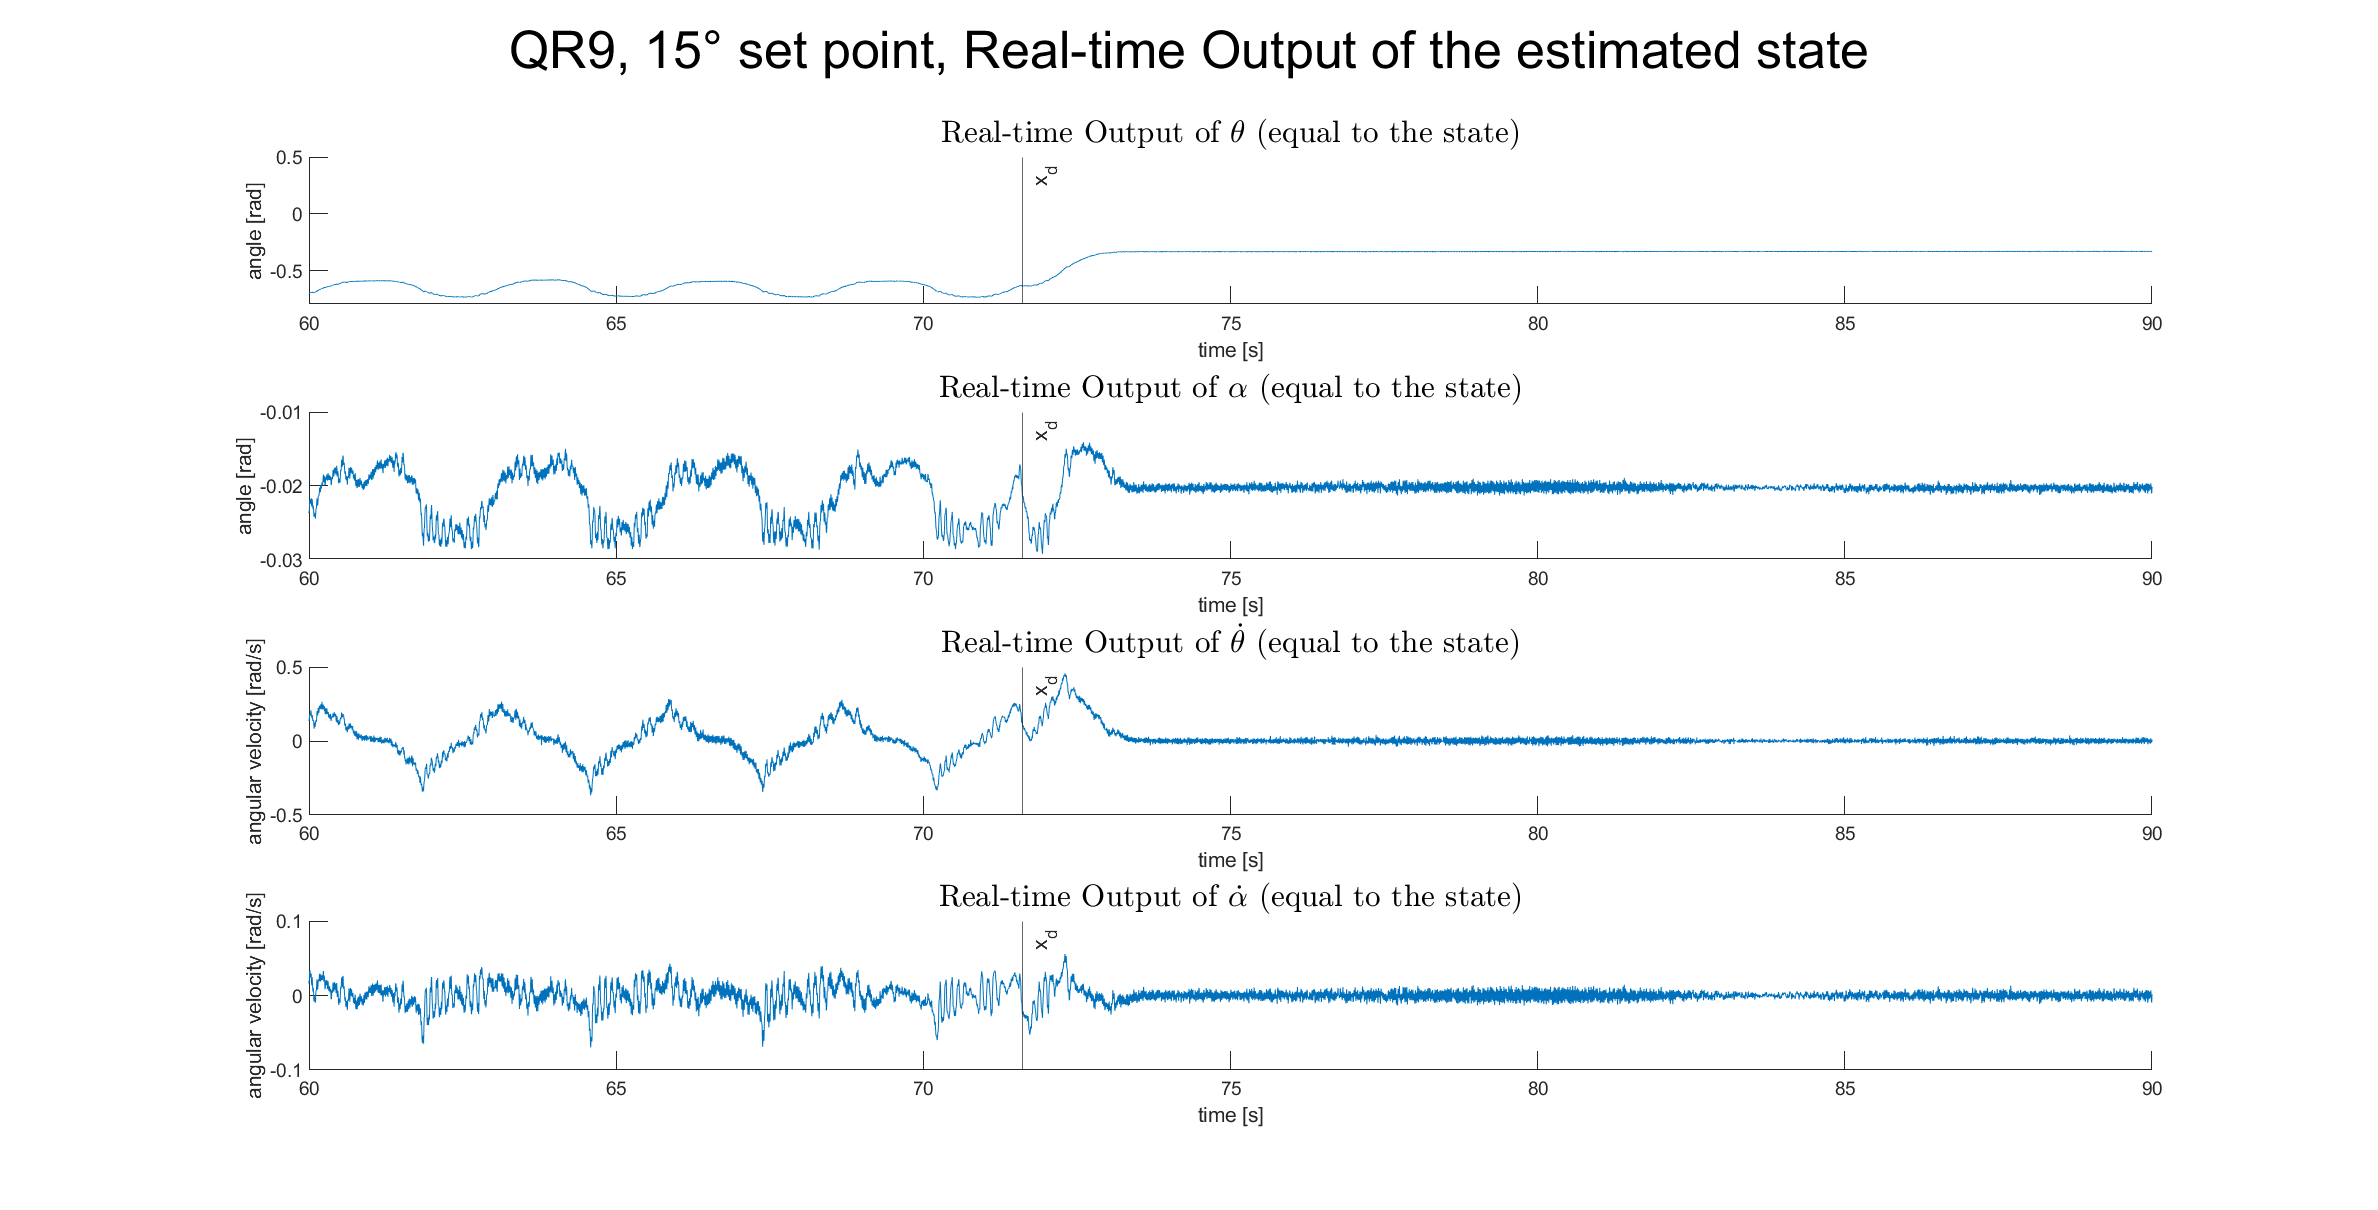 QR9, 15° set point, Real-time Output of the estimated state
Real-time Output of θ (equal to the state)
0.5
0
-0.5
angle [rad]
x_d
60 65 70 75 80 85 90
time [s]
Real-time Output of α (equal to the state)
-0.01
-0.02
-0.03
angle [rad]
x_d
60 65 70 75 80 85 90
time [s]
Real-time Output of θ̇ (equal to the state)
0.5
0
-0.5
angular velocity [rad/s]
x_d
60 65 70 75 80 85 90
time [s]
Real-time Output of α̇ (equal to the state)
0.1
0
-0.1
angular velocity [rad/s]
x_d
60 65 70 75 80 85 90
time [s]